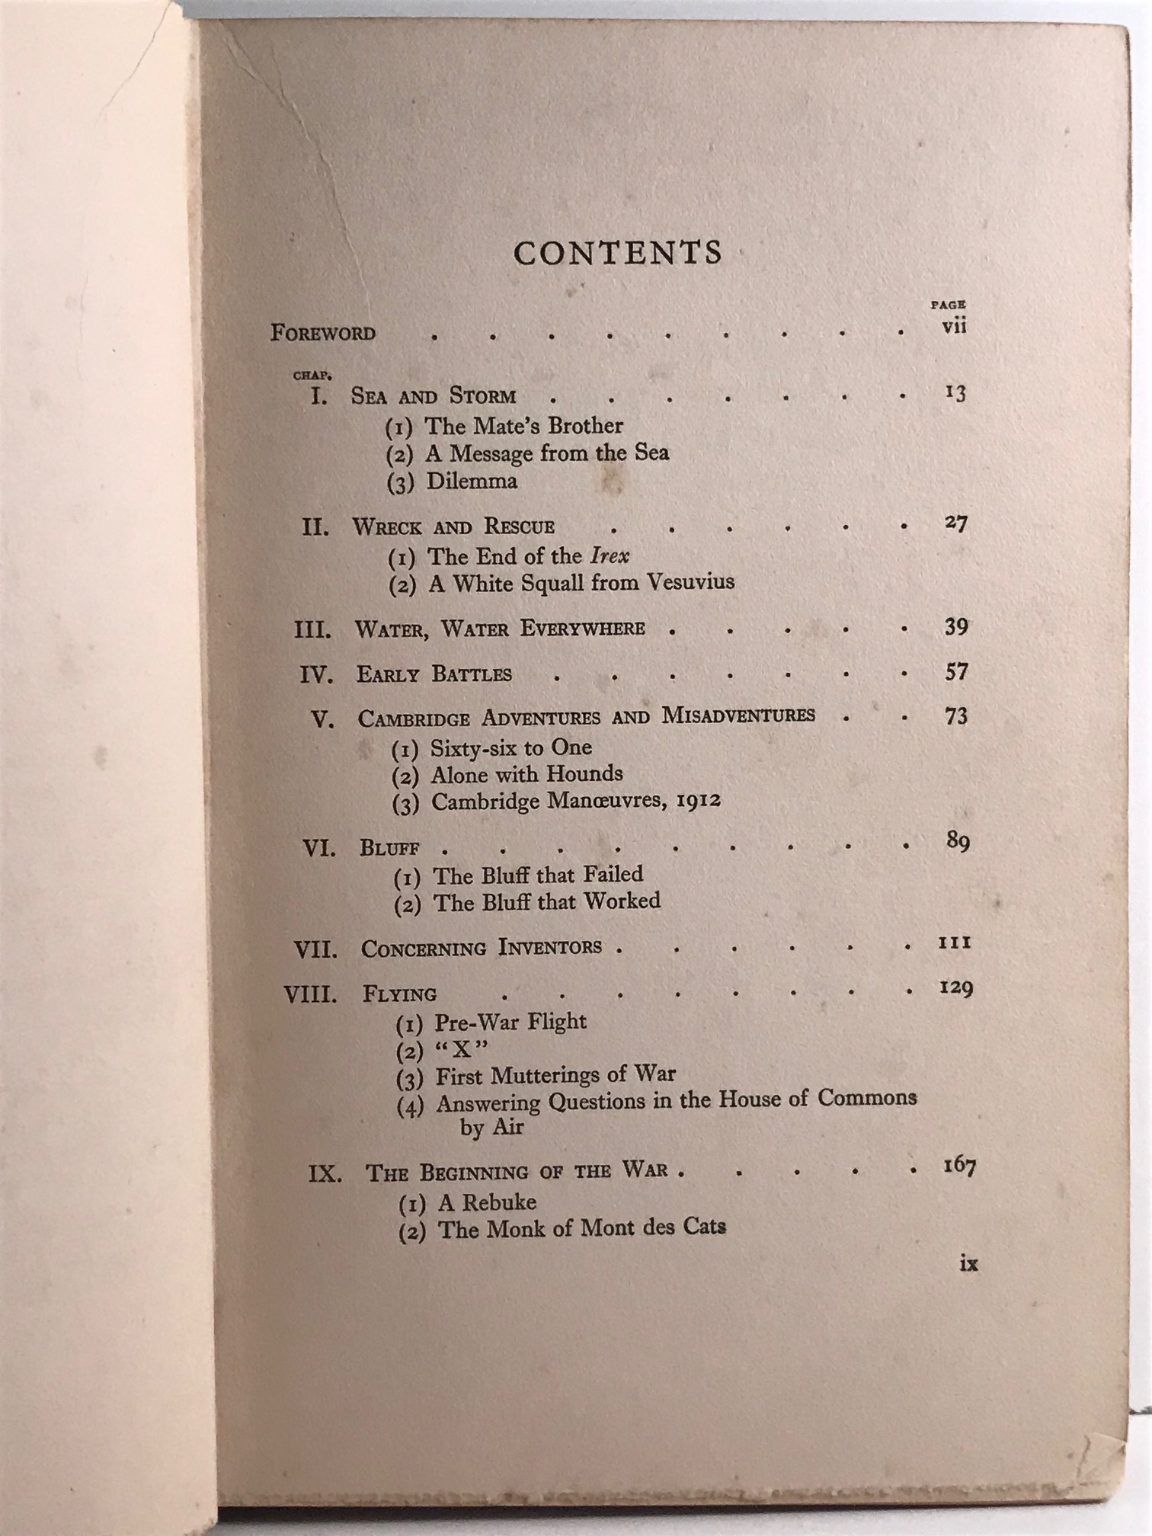 CONTENTS
PAGE
FOREWORD . . . . . . . . . vii
CHAP.
I. SEA AND STORM . . . . . . . 13
(1) The Mate's Brother
(2) A Message from the Sea
(3) Dilemma
II. WRECK AND RESCUE . . . . . . 27
(1) The End of the Irex
(2) A White Squall from Vesuvius
III. WATER, WATER EVERYWHERE . . . . . 39
IV. EARLY BATTLES . . . . . . . 57
V. CAMBRIDGE ADVENTURES AND MISADVENTURES . . 73
(1) Sixty-six to One
(2) Alone with Hounds
(3) Cambridge Manœuvres, 1912
VI. BLUFF . . . . . . . . . 89
(1) The Bluff that Failed
(2) The Bluff that Worked
VII. CONCERNING INVENTORS . . . . . . 111
VIII. FLYING . . . . . . . . 129
(1) Pre-War Flight
(2) "X"
(3) First Mutterings of War
(4) Answering Questions in the House of Commons
by Air
IX. THE BEGINNING OF THE WAR . . . . . 167
(1) A Rebuke
(2) The Monk of Mont des Cats
ix